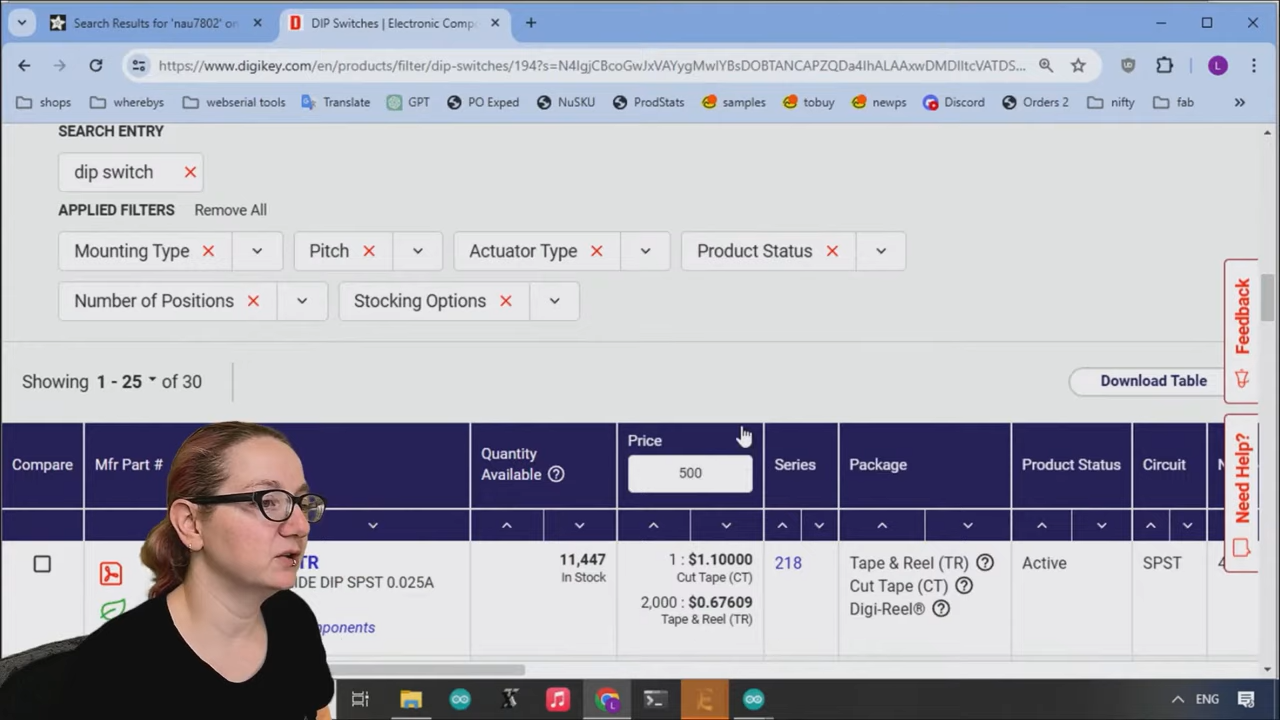 Search Results for 'nau7802' on
DIP Switches | Electronic Compo
https://www.digikey.com/en/products/filter/dip-switches/194?s=N4IgjCBcoGwJxVAYygMwIYBsDOBTANCAPZQDa4IhALAAxwDMDIItcVATDS...
shops
wherebys
webserial tools
Translate
GPT
PO Exped
NuSKU
ProdStats
samples
tobuy
newps
Discord
Orders 2
nifty
fab
SEARCH ENTRY
dip switch
APPLIED FILTERS Remove All
Mounting Type
Pitch
Actuator Type
Product Status
Number of Positions
Stocking Options
Showing 1 - 25 of 30
Download Table
Feedback
Need Help?
Compare
Mfr Part #
Quantity
Available
Price
500
Series
Package
Product Status
Circuit
TR
IDE DIP SPST 0.025A
ponents
11,447
In Stock
1 : $1.10000
Cut Tape (CT)
2,000 : $0.67609
Tape & Reel (TR)
218
Tape & Reel (TR)
Cut Tape (CT)
Digi-Reel®
Active
SPST
ENG